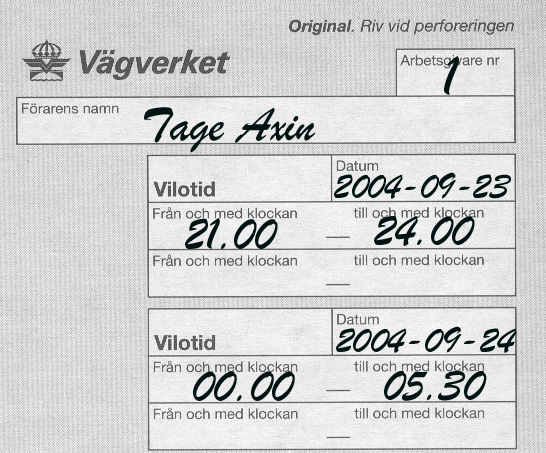 Original. Riv vid perforeringen
Vägverket
Arbetsgivare nr
1
Förarens namn
Tage Axin
Vilotid
Datum
2004-09-23
Från och med klockan till och med klockan
21.00 — 24.00
Från och med klockan till och med klockan
—
Vilotid
Datum
2004-09-24
Från och med klockan till och med klockan
00.00 — 05.30
Från och med klockan till och med klockan
—